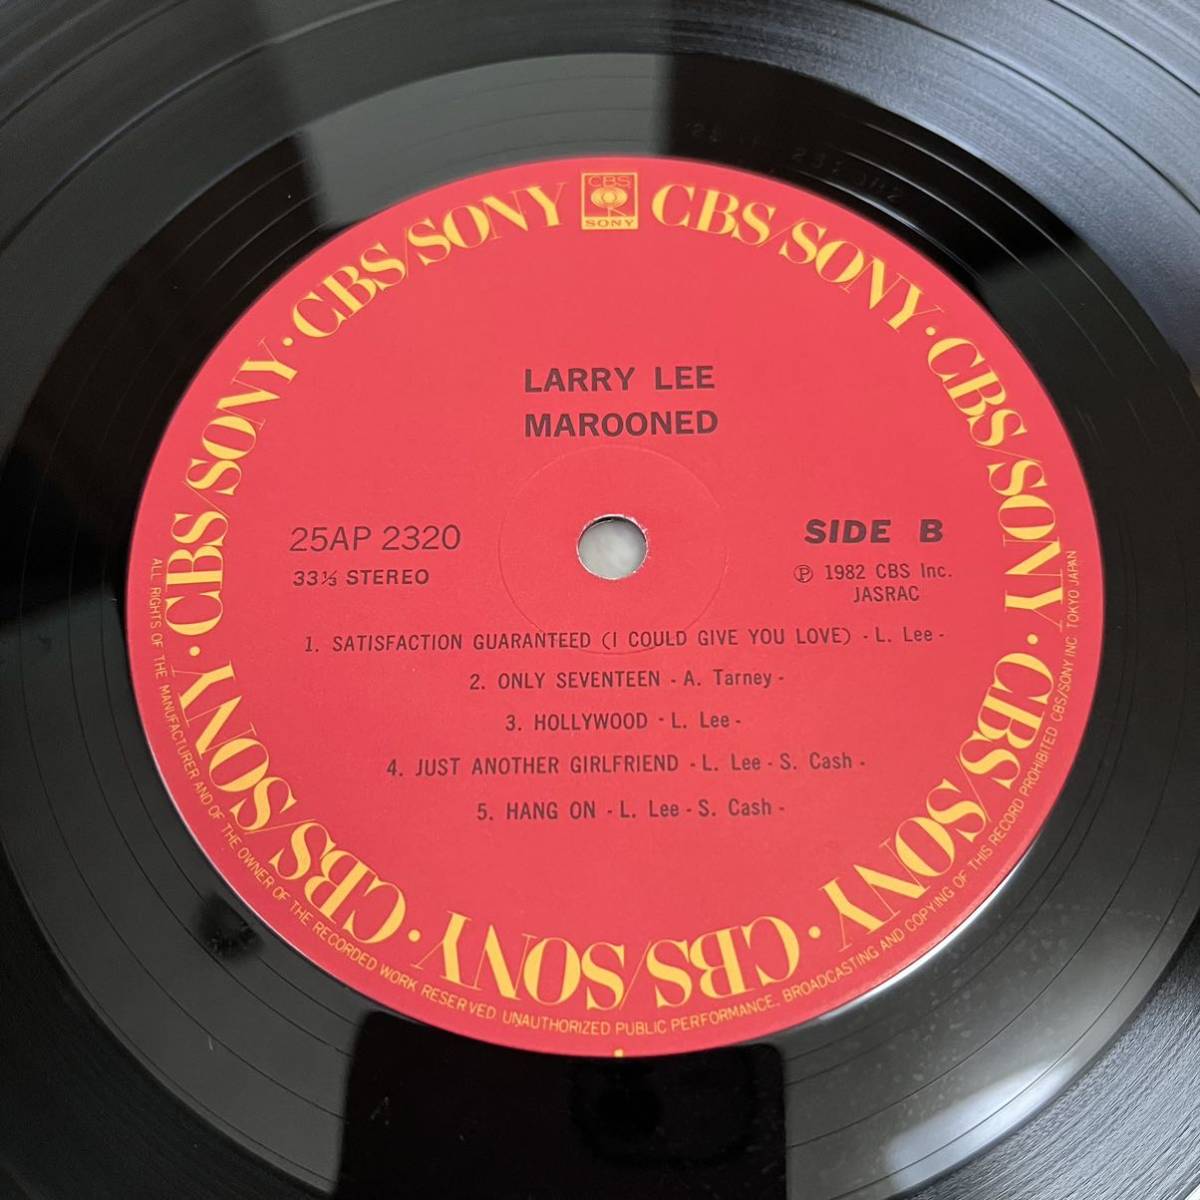 CBS/SONY · CBS/SONY · CBS/SONY · CBS/SONY · CBS/SONY · CBS/SONY · CBS/SONY · CBS/SONY
CBS
SONY
LARRY LEE
MAROONED
25AP 2320
33⅓ STEREO
SIDE B
Ⓟ 1982 CBS Inc.
JASRAC
1. SATISFACTION GUARANTEED (I COULD GIVE YOU LOVE) - L. Lee -
2. ONLY SEVENTEEN - A. Tarney -
3. HOLLYWOOD - L. Lee -
4. JUST ANOTHER GIRLFRIEND - L. Lee - S. Cash -
5. HANG ON - L. Lee - S. Cash -
ALL RIGHTS OF THE MANUFACTURER AND OF THE OWNER OF THE RECORDED WORK RESERVED. UNAUTHORIZED PUBLIC PERFORMANCE, BROADCASTING AND COPYING OF THIS RECORD PROHIBITED CBS/SONY INC. TOKYO JAPAN